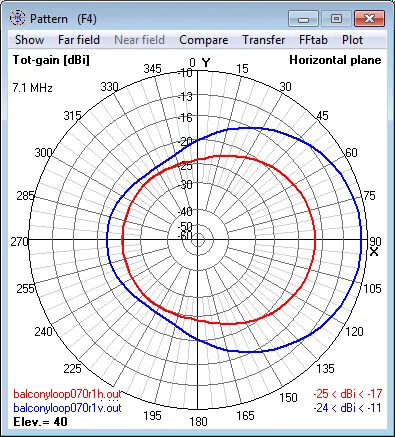 Pattern (F4)
Show Far field Near field Compare Transfer FFtab Plot
Tot-gain [dBi]
Horizontal plane
7.1 MHz
0 Y
345 15
330 30
315 45
300 60
285 75
270 90
X
255 105
240 120
225 135
210 150
195 165
180
-10
-13
-16
-20
-25
-30
-40
-50
-60
balconyloop070r1h.out
-25 < dBi < -17
balconyloop070r1v.out
-24 < dBi < -11
Elev.= 40